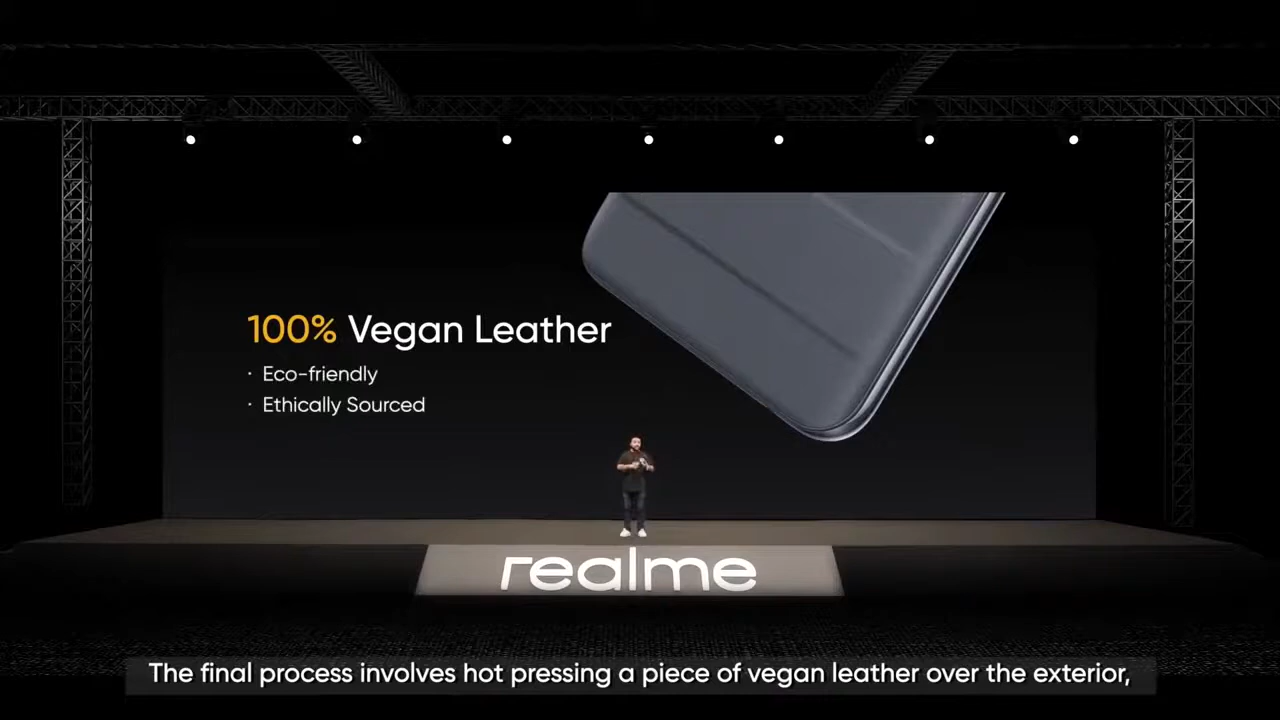 100% Vegan Leather
· Eco-friendly
· Ethically Sourced
realme
The final process involves hot pressing a piece of vegan leather over the exterior,